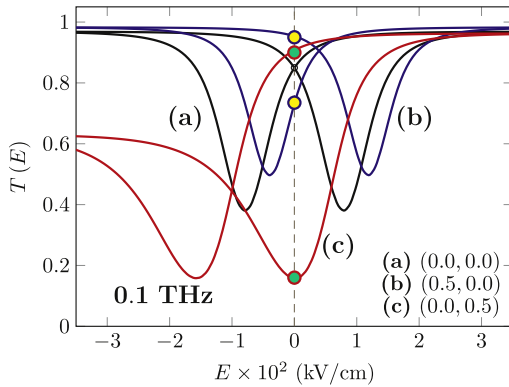 1
0.8
0.6
0.4
0.2
0
T (E)
(a)
(b)
(c)
0.1 THz
(a) (0.0, 0.0)
(b) (0.5, 0.0)
(c) (0.0, 0.5)
−3 −2 −1 0 1 2 3
E × 10² (kV/cm)